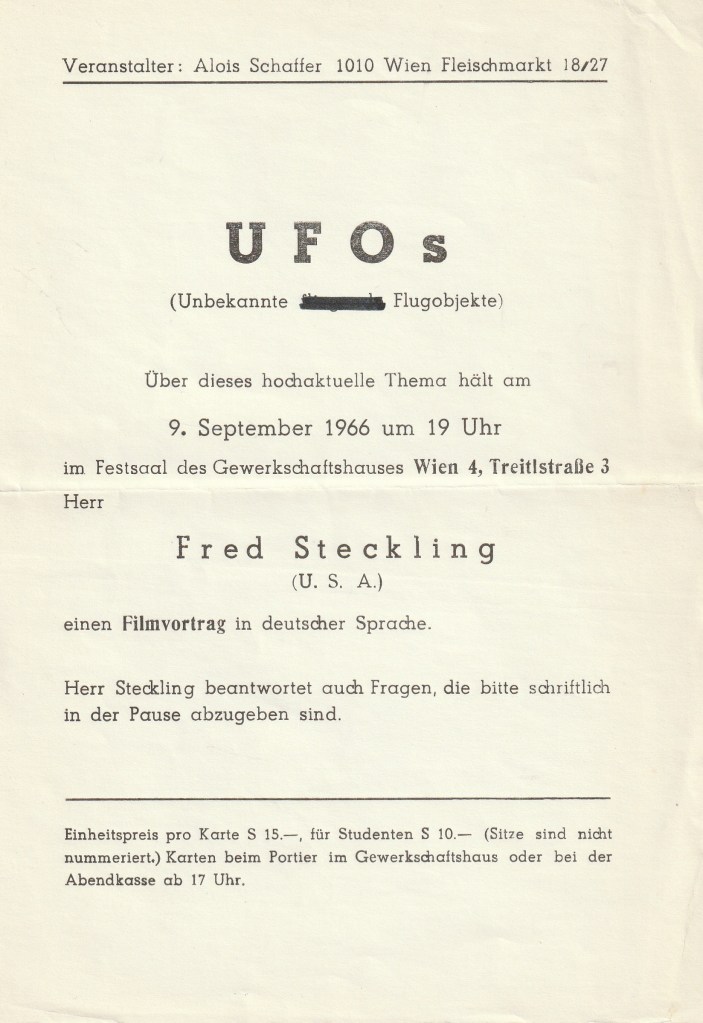 Veranstalter: Alois Schaffer 1010 Wien Fleischmarkt 18/27
UFOs
(Unbekannte Flugobjekte)
Über dieses hochaktuelle Thema hält am
9. September 1966 um 19 Uhr
im Festsaal des Gewerkschaftshauses Wien 4, Treitlstraße 3
Herr
Fred Steckling
(U. S. A.)
einen Filmvortrag in deutscher Sprache.
Herr Steckling beantwortet auch Fragen, die bitte schriftlich
in der Pause abzugeben sind.
Einheitspreis pro Karte S 15.—, für Studenten S 10.— (Sitze sind nicht
nummeriert.) Karten beim Portier im Gewerkschaftshaus oder bei der
Abendkasse ab 17 Uhr.